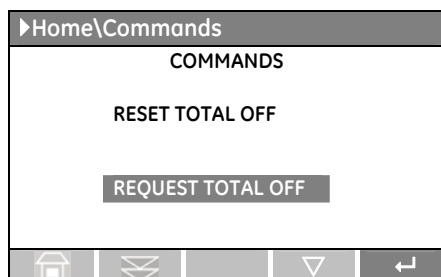 Home\Commands
COMMANDS
RESET TOTAL OFF
REQUEST TOTAL OFF